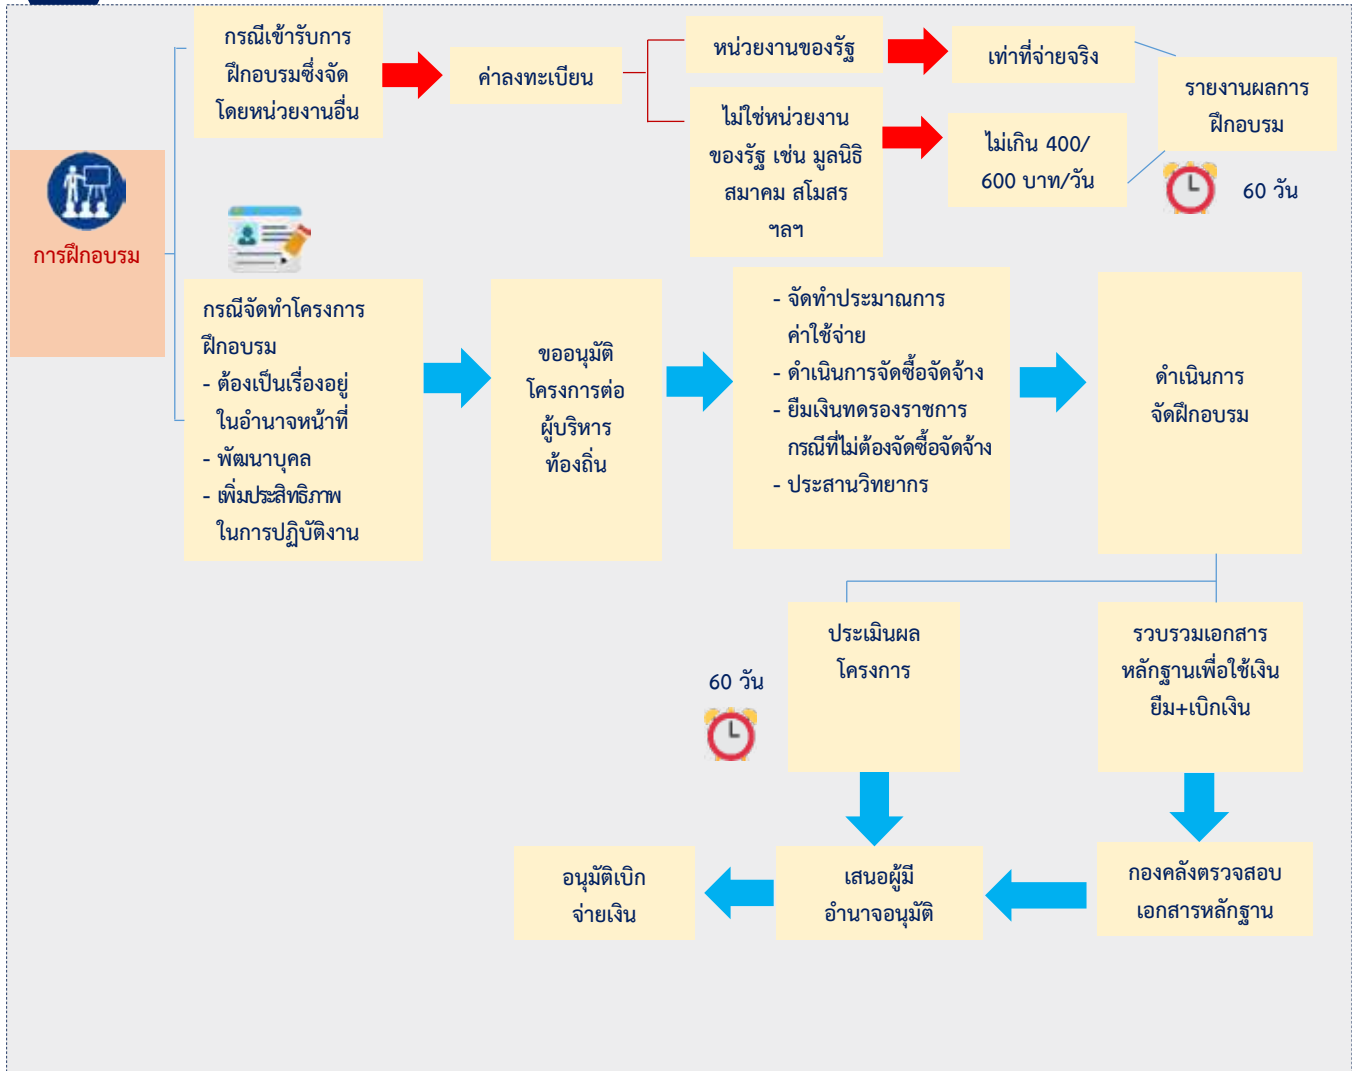 กรณีเข้ารับการ
ฝึกอบรมซึ่งจัด
โดยหน่วยงานอื่น
ค่าลงทะเบียน
หน่วยงานของรัฐ
เท่าที่จ่ายจริง
ไม่ใช่หน่วยงาน
ของรัฐ เช่น มูลนิธิ
สมาคม สโมสร
ฯลฯ
ไม่เกิน 400/
600 บาท/วัน
รายงานผลการ
ฝึกอบรม
60 วัน
การฝึกอบรม
กรณีจัดทำโครงการ
ฝึกอบรม
- ต้องเป็นเรื่องอยู่
ในอำนาจหน้าที่
- พัฒนาบุคล
- เพิ่มประสิทธิภาพ
ในการปฏิบัติงาน
ขออนุมัติ
โครงการต่อ
ผู้บริหาร
ท้องถิ่น
- จัดทำประมาณการ
ค่าใช้จ่าย
- ดำเนินการจัดซื้อจัดจ้าง
- ยืมเงินทดรองราชการ
กรณีที่ไม่ต้องจัดซื้อจัดจ้าง
- ประสานวิทยากร
ดำเนินการ
จัดฝึกอบรม
ประเมินผล
โครงการ
60 วัน
รวบรวมเอกสาร
หลักฐานเพื่อใช้เงิน
ยืม+เบิกเงิน
กองคลังตรวจสอบ
เอกสารหลักฐาน
เสนอผู้มี
อำนาจอนุมัติ
อนุมัติเบิก
จ่ายเงิน